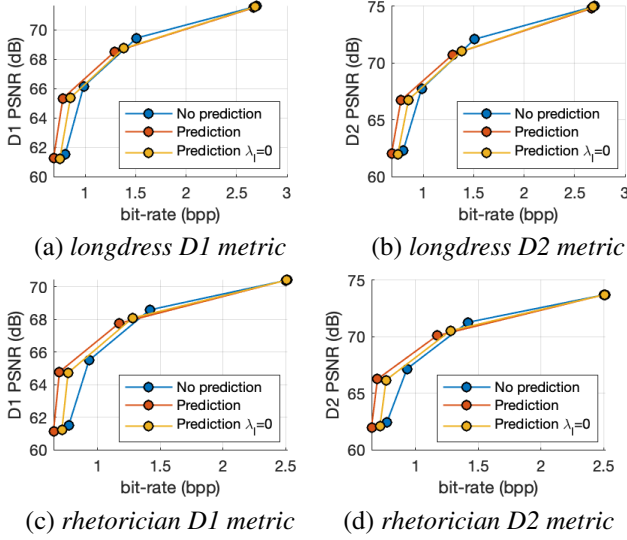 D1 PSNR (dB)
70
68
66
64
62
60
No prediction
Prediction
Prediction λl=0
1
1.5
2
2.5
3
bit-rate (bpp)
(a) longdress D1 metric
D2 PSNR (dB)
75
70
65
60
No prediction
Prediction
Prediction λl=0
1
1.5
2
2.5
3
bit-rate (bpp)
(b) longdress D2 metric
D1 PSNR (dB)
70
68
66
64
62
60
No prediction
Prediction
Prediction λl=0
1
1.5
2
2.5
bit-rate (bpp)
(c) rhetorician D1 metric
D2 PSNR (dB)
75
70
65
60
No prediction
Prediction
Prediction λl=0
1
1.5
2
2.5
bit-rate (bpp)
(d) rhetorician D2 metric